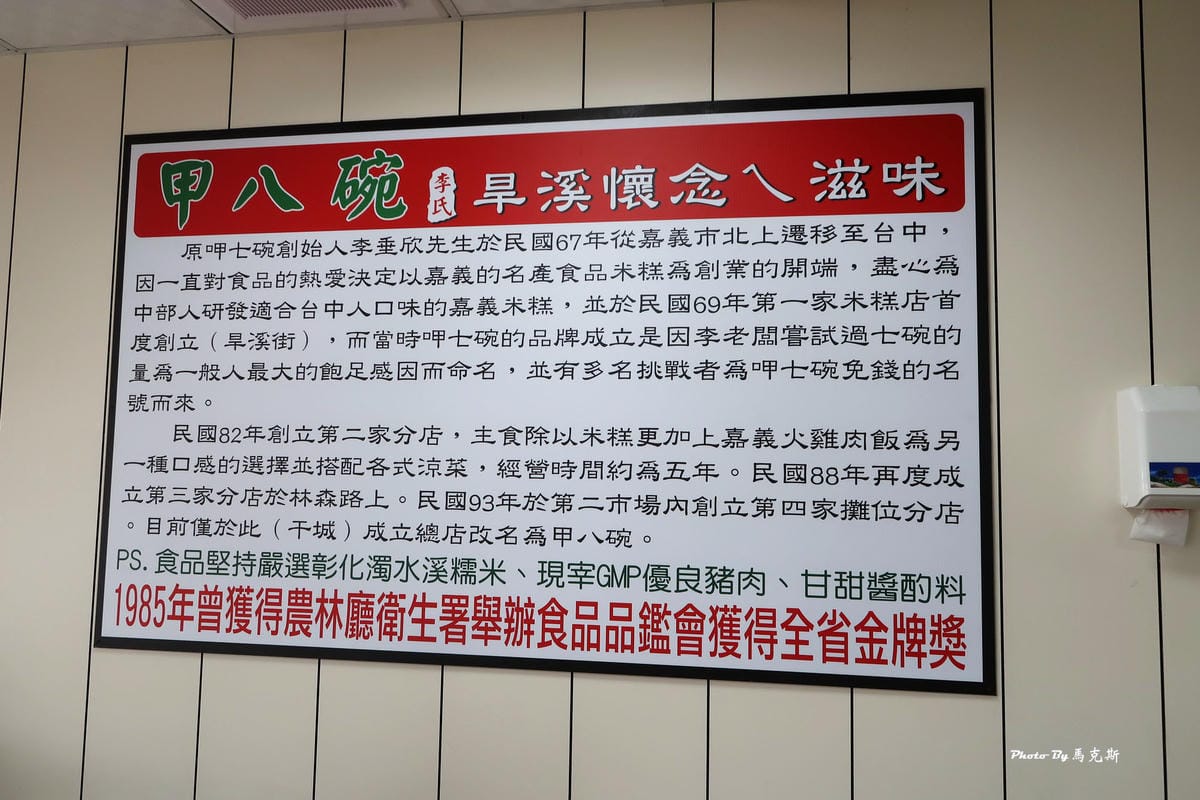 甲八碗 李氏 旱溪懷念ㄟ滋味
原呷七碗創始人李垂欣先生於民國67年從嘉義市北上遷移至台中，
因一直對食品的熱愛決定以嘉義的名產食品米糕為創業的開端，盡心為
中部人研發適合台中人口味的嘉義米糕，並於民國69年第一家米糕店首
度創立（旱溪街），而當時呷七碗的品牌成立是因李老闆嘗試過七碗的
量為一般人最大的飽足感因而命名，並有多名挑戰者為呷七碗免錢的名
號而來。
民國82年創立第二家分店，主食除以米糕更加上嘉義火雞肉飯為另
一種口感的選擇並搭配各式涼菜，經營時間約為五年。民國88年再度成
立第三家分店於林森路上。民國93年於第二市場內創立第四家攤位分店
。目前僅於此（干城）成立總店改名為甲八碗。
PS.食品堅持嚴選彰化濁水溪糯米、現宰GMP優良豬肉、甘甜醬酌料
1985年曾獲得農林廳衛生署舉辦食品品鑑會獲得全省金牌獎
Photo By 馬克斯